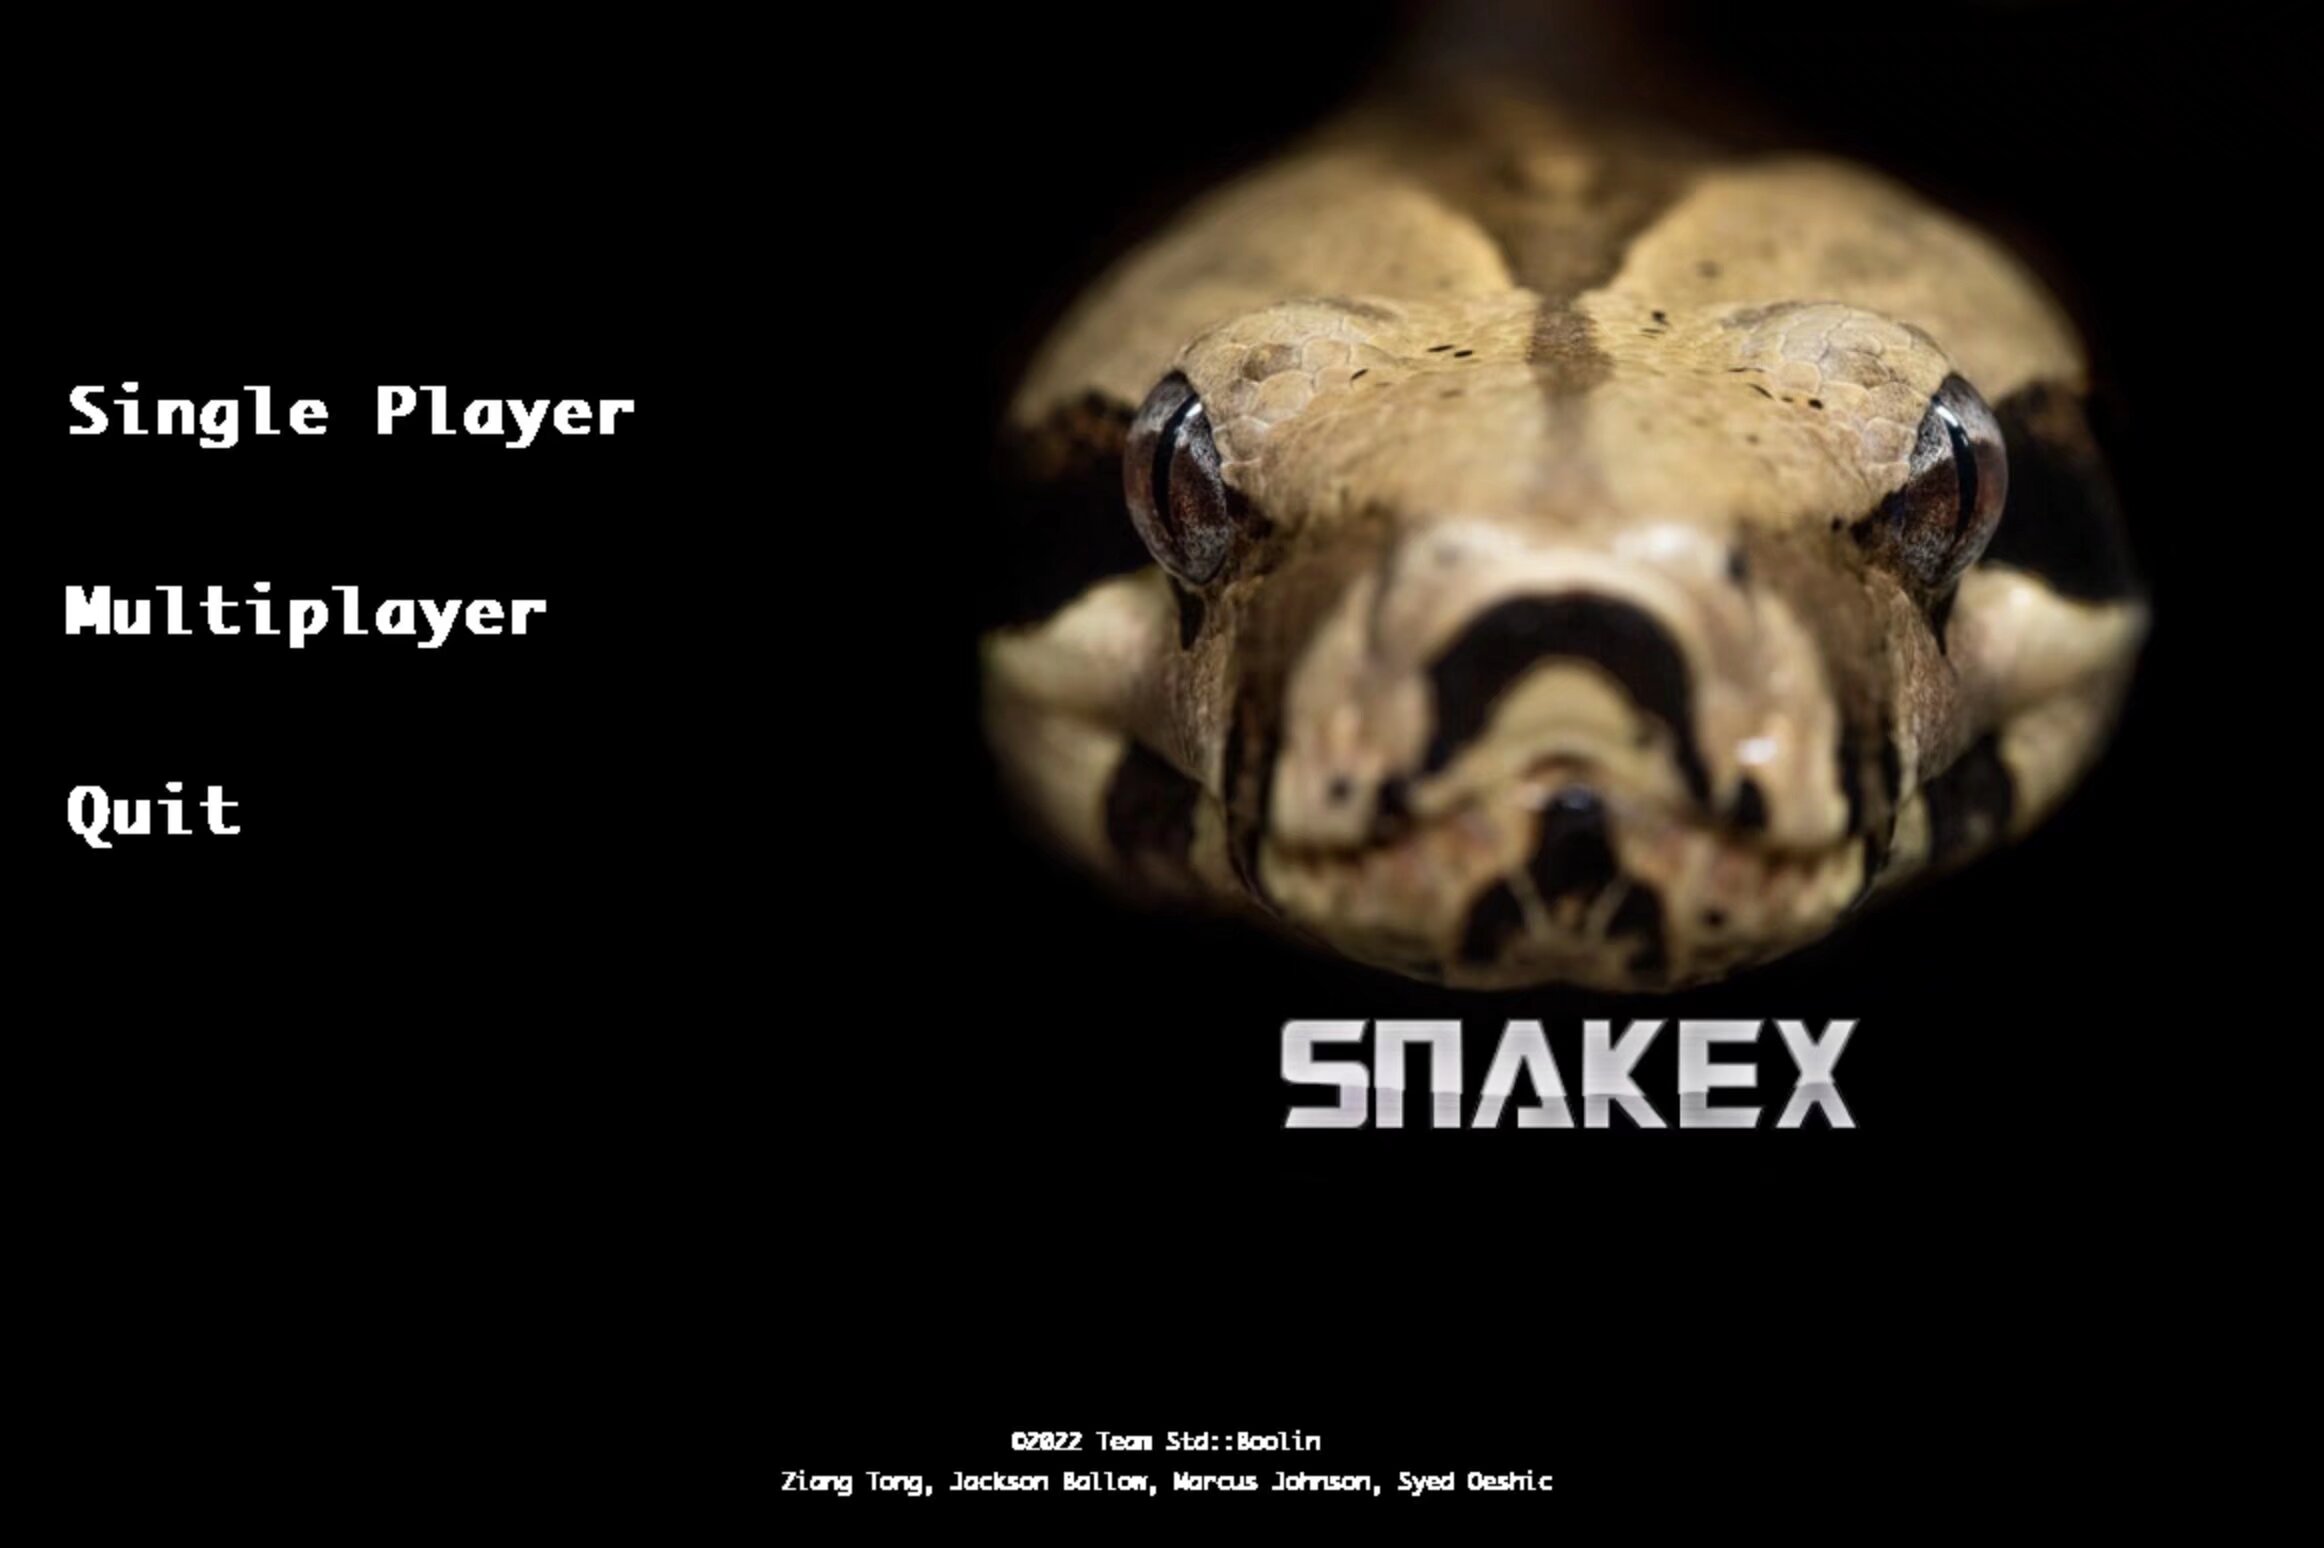 Single Player
Multiplayer
Quit
SNAKEX
©2022 Team Std::Boolin
Ziang Tong, Jackson Ballow, Marcus Johnson, Syed Oeshic